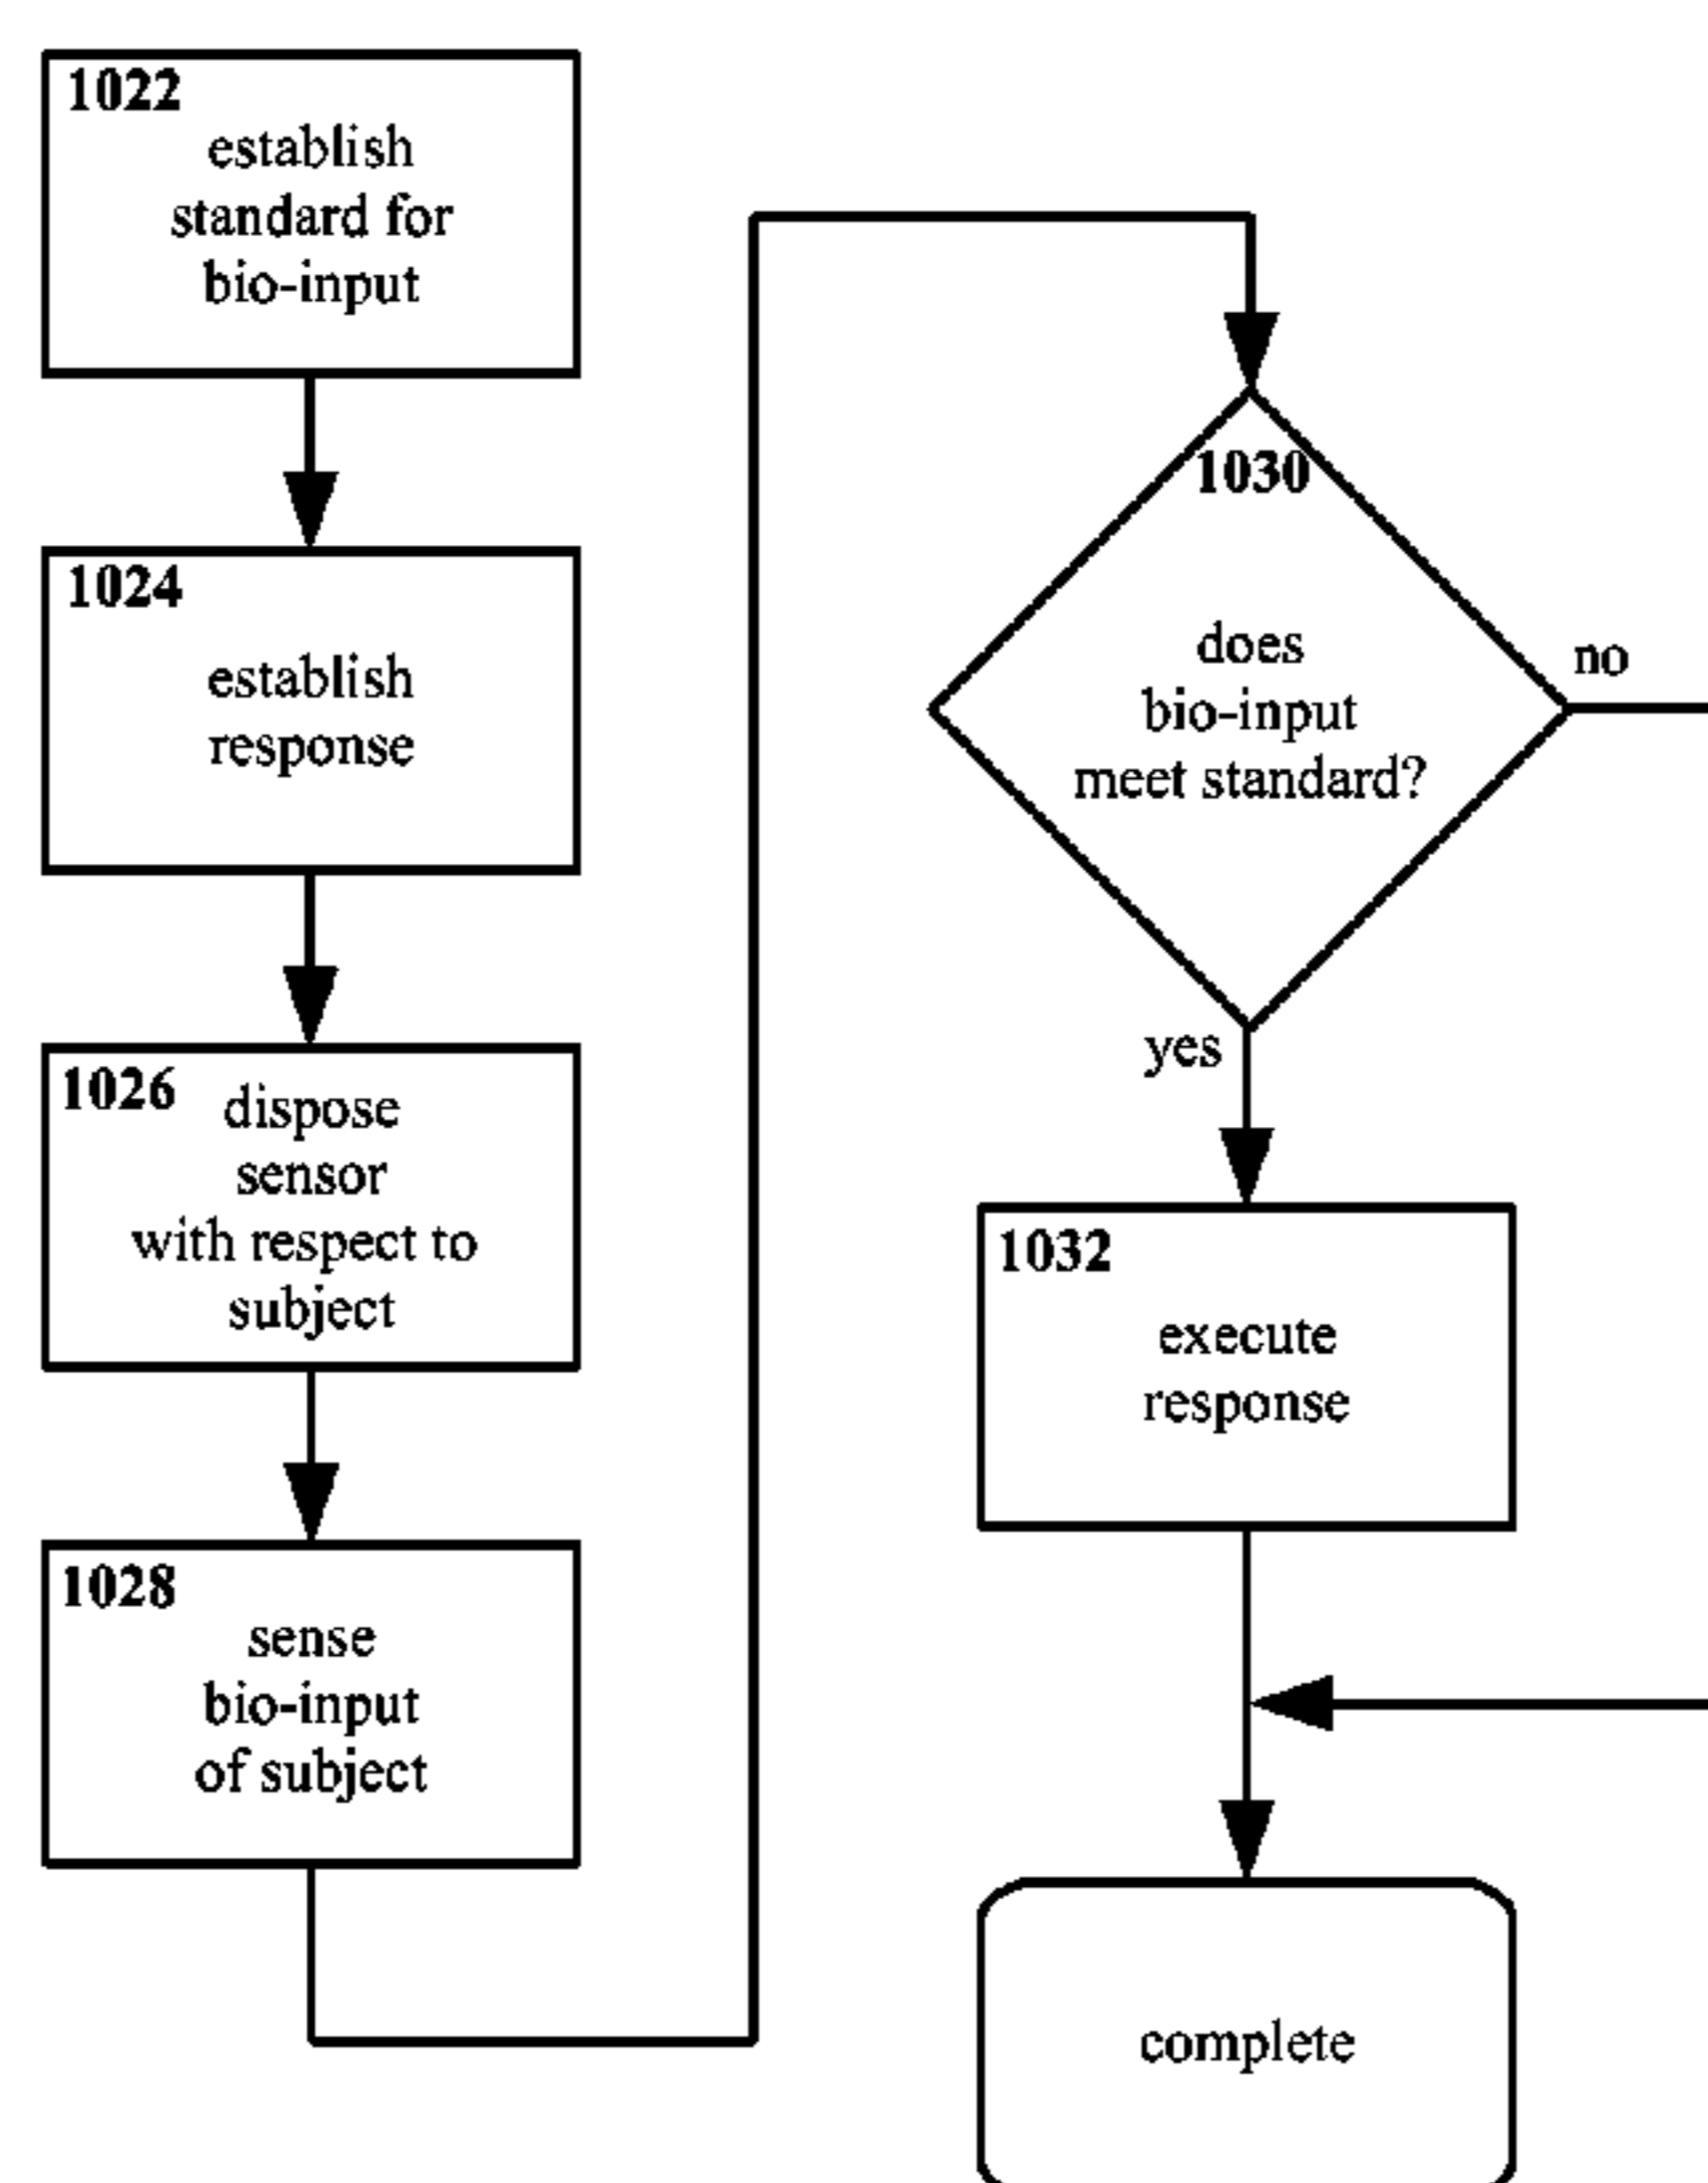 1022
establish
standard for
bio-input
1024
establish
response
1026
dispose
sensor
with respect to
subject
1028
sense
bio-input
of subject
1030
does
bio-input
meet standard?
no
yes
1032
execute
response
complete